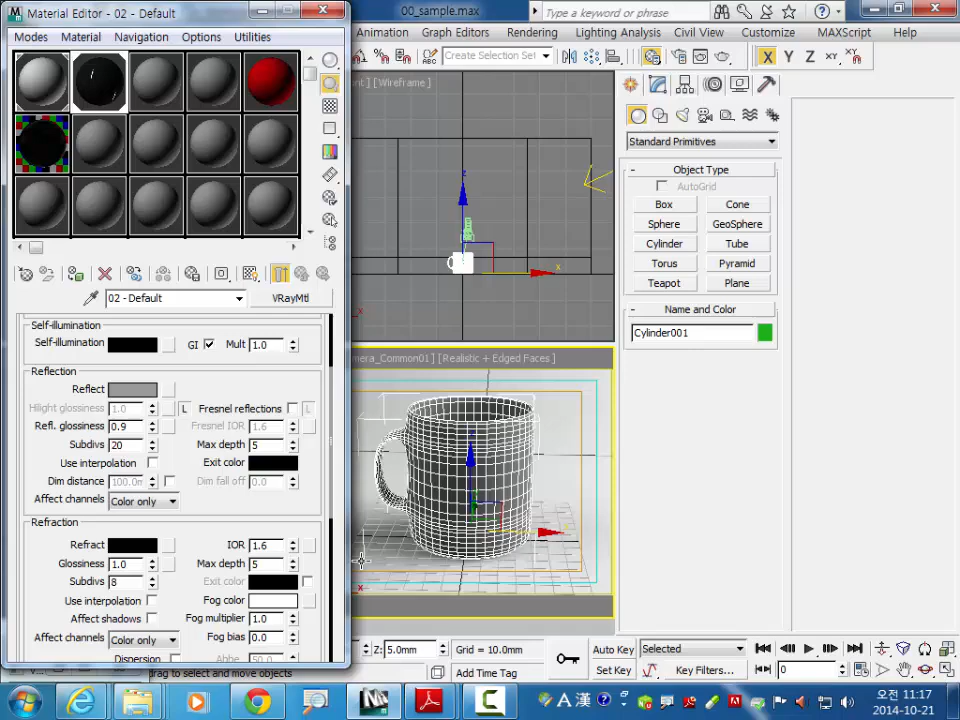 Material Editor - 02 - Default
00_sample.max
Type a keyword or phrase
Modes Material Navigation Options Utilities
Animation Graph Editors Rendering Lighting Analysis Civil View Customize MAXScript Help
Create Selection Set
X Y Z XY XY
[Wireframe]
Standard Primitives
Object Type
AutoGrid
Box Cone
Sphere GeoSphere
Cylinder Tube
Torus Pyramid
Teapot Plane
Name and Color
Cylinder001
z
x
x
02 - Default VRayMtl
Self-illumination
Self-illumination GI Mult 1.0
Reflection
Reflect
Hilight glossiness 1.0 L Fresnel reflections L
Refl. glossiness 0.9 Fresnel IOR 1.6
Subdivs 20 Max depth 5
Use interpolation Exit color
Dim distance 100.0m Dim fall off 0.0
Affect channels Color only
Refraction
Refract IOR 1.6
Glossiness 1.0 Max depth 5
Subdivs 8 Exit color
Use interpolation Fog color
Affect shadows Fog multiplier 1.0
Affect channels Color only Fog bias 0.0
Dispersion Abbe 50.0
mera_Common01] [Realistic + Edged Faces]
x
Z: 5.0mm Grid = 10.0mm
Auto Key Selected
drag to select and move objects
Add Time Tag
Set Key Key Filters... 0
A 漢
오전 11:17
2014-10-21